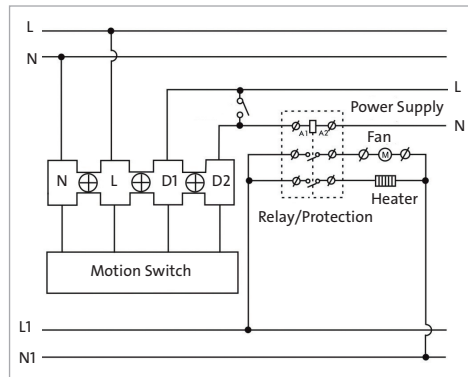 L
N
L
Power Supply
A1 A2
N
Fan
M
N L D1 D2
Heater
Relay/Protection
Motion Switch
L1
N1